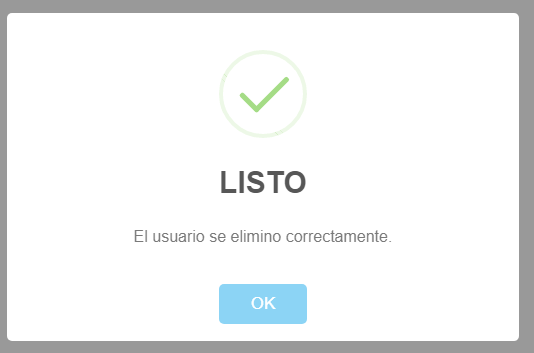 LISTO
El usuario se elimino correctamente.
OK